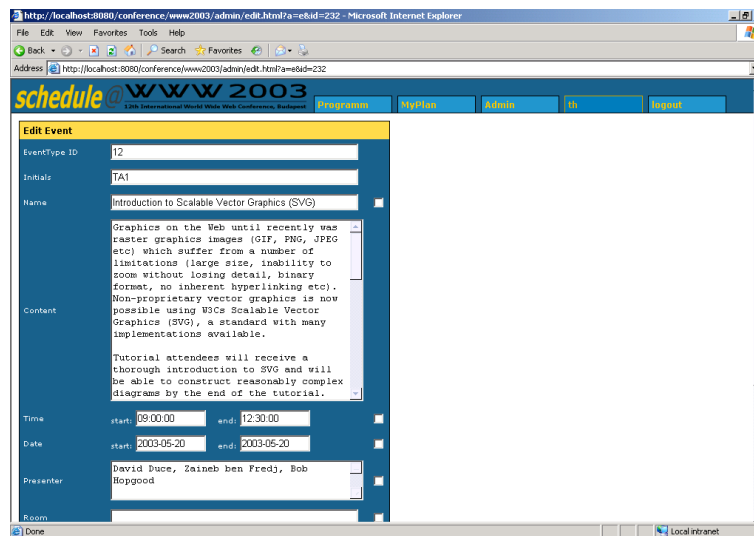 http://localhost:8080/conference/www2003/admin/edit.html?a=e&id=232 - Microsoft Internet Explorer
File Edit View Favorites Tools Help
Back Search Favorites
Address http://localhost:8080/conference/www2003/admin/edit.html?a=e&id=232
schedule @ WWW 2003
12th International World Wide Web Conference, Budapest
Programm MyPlan Admin th logout
Edit Event
EventType ID 12
Initials TA1
Name Introduction to Scalable Vector Graphics (SVG)
Content
Graphics on the Web until recently was
raster graphics images (GIF, PNG, JPEG
etc) which suffer from a number of
limitations (large size, inability to
zoom without losing detail, binary
format, no inherent hyperlinking etc).
Non-proprietary vector graphics is now
possible using W3Cs Scalable Vector
Graphics (SVG), a standard with many
implementations available.
Tutorial attendees will receive a
thorough introduction to SVG and will
be able to construct reasonably complex
diagrams by the end of the tutorial.
Time start: 09:00:00 end: 12:30:00
Date start: 2003-05-20 end: 2003-05-20
Presenter
David Duce, Zaineb ben Fredj, Bob
Hopgood
Room
Done Local intranet